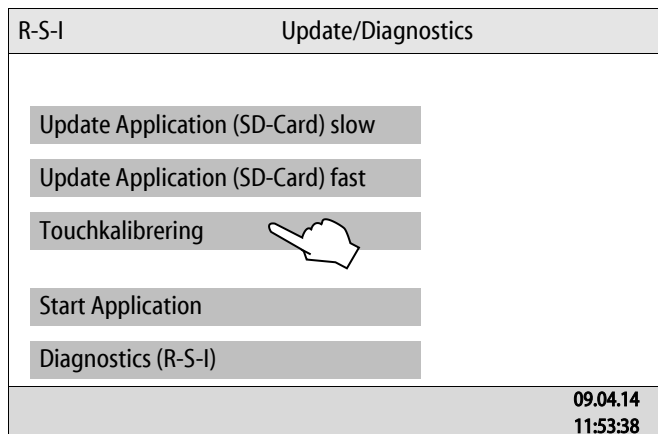 R-S-I Update/Diagnostics
Update Application (SD-Card) slow
Update Application (SD-Card) fast
Touchkalibrering
Start Application
Diagnostics (R-S-I)
09.04.14
11:53:38